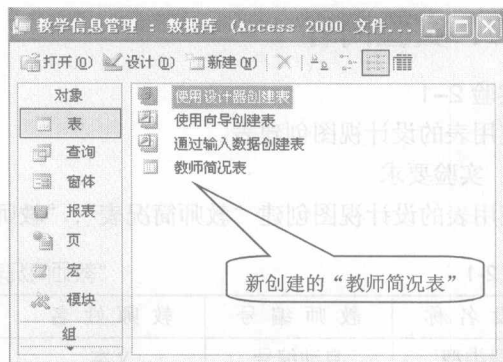 教学信息管理 : 数据库 (Access 2000 文件...
打开(O) 设计(D) 新建(N)
对象
表
查询
窗体
报表
页
宏
模块
组
使用设计器创建表
使用向导创建表
通过输入数据创建表
教师简况表
新创建的“教师简况表”